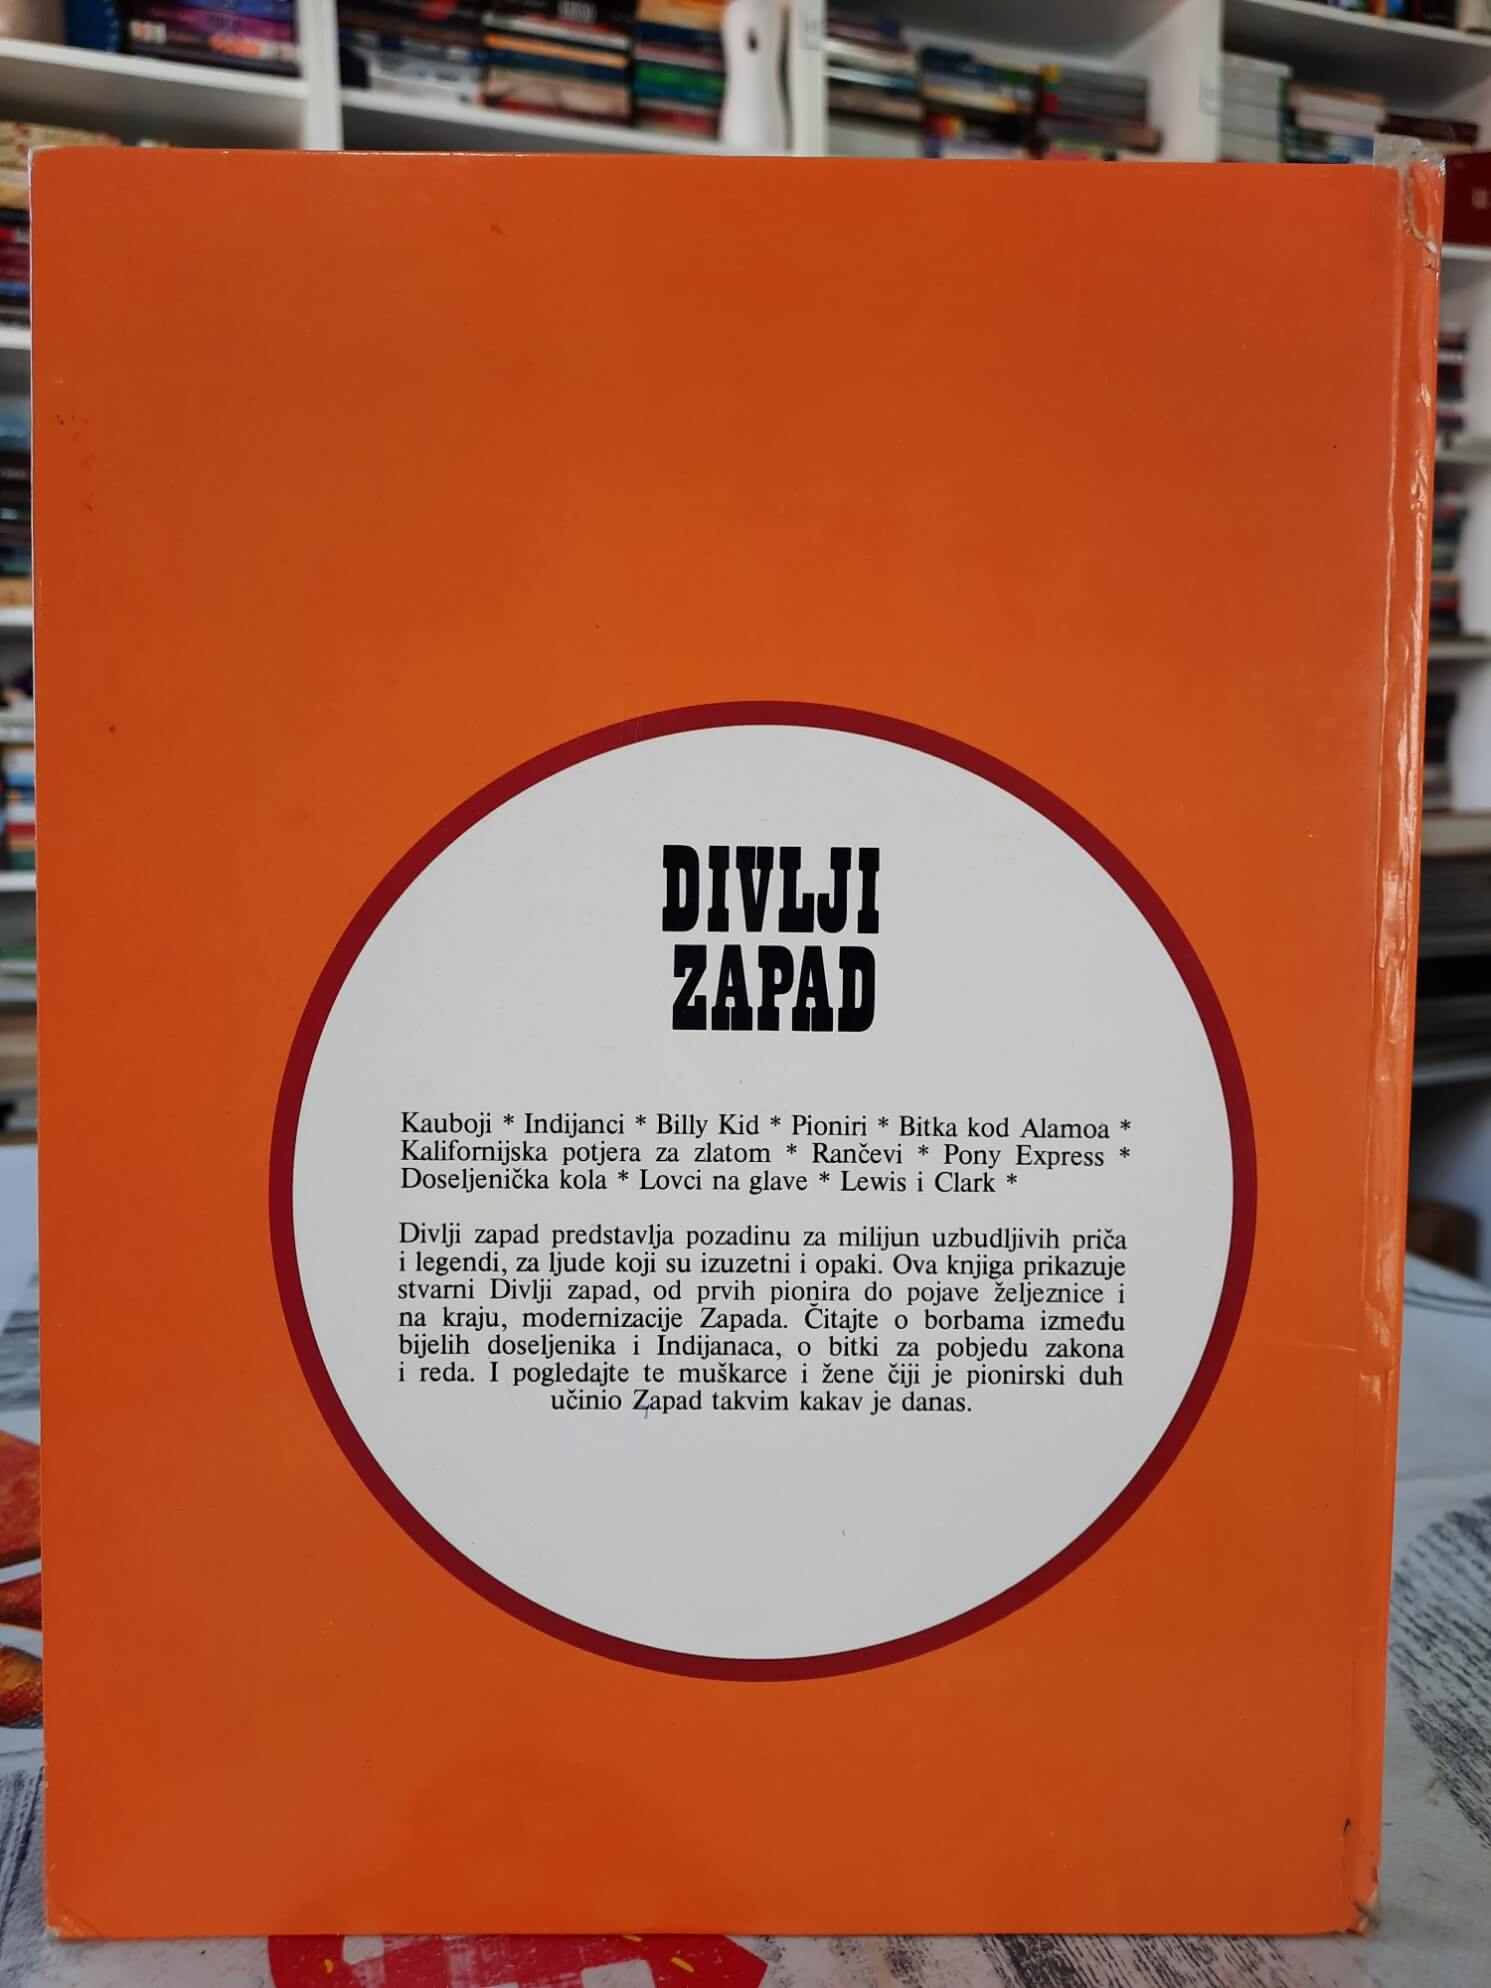 DIVLJI
ZAPAD
Kauboji * Indijanci * Billy Kid * Pioniri * Bitka kod Alamoa *
Kalifornijska potjera za zlatom * Rančevi * Pony Express *
Doseljenička kola * Lovci na glave * Lewis i Clark *
Divlji zapad predstavlja pozadinu za milijun uzbudljivih priča
i legendi, za ljude koji su izuzetni i opaki. Ova knjiga prikazuje
stvarni Divlji zapad, od prvih pionira do pojave željeznice i
na kraju, modernizacije Zapada. Čitajte o borbama između
bijelih doseljenika i Indijanaca, o bitki za pobjedu zakona
i reda. I pogledajte te muškarce i žene čiji je pionirski duh
učinio Zapad takvim kakav je danas.